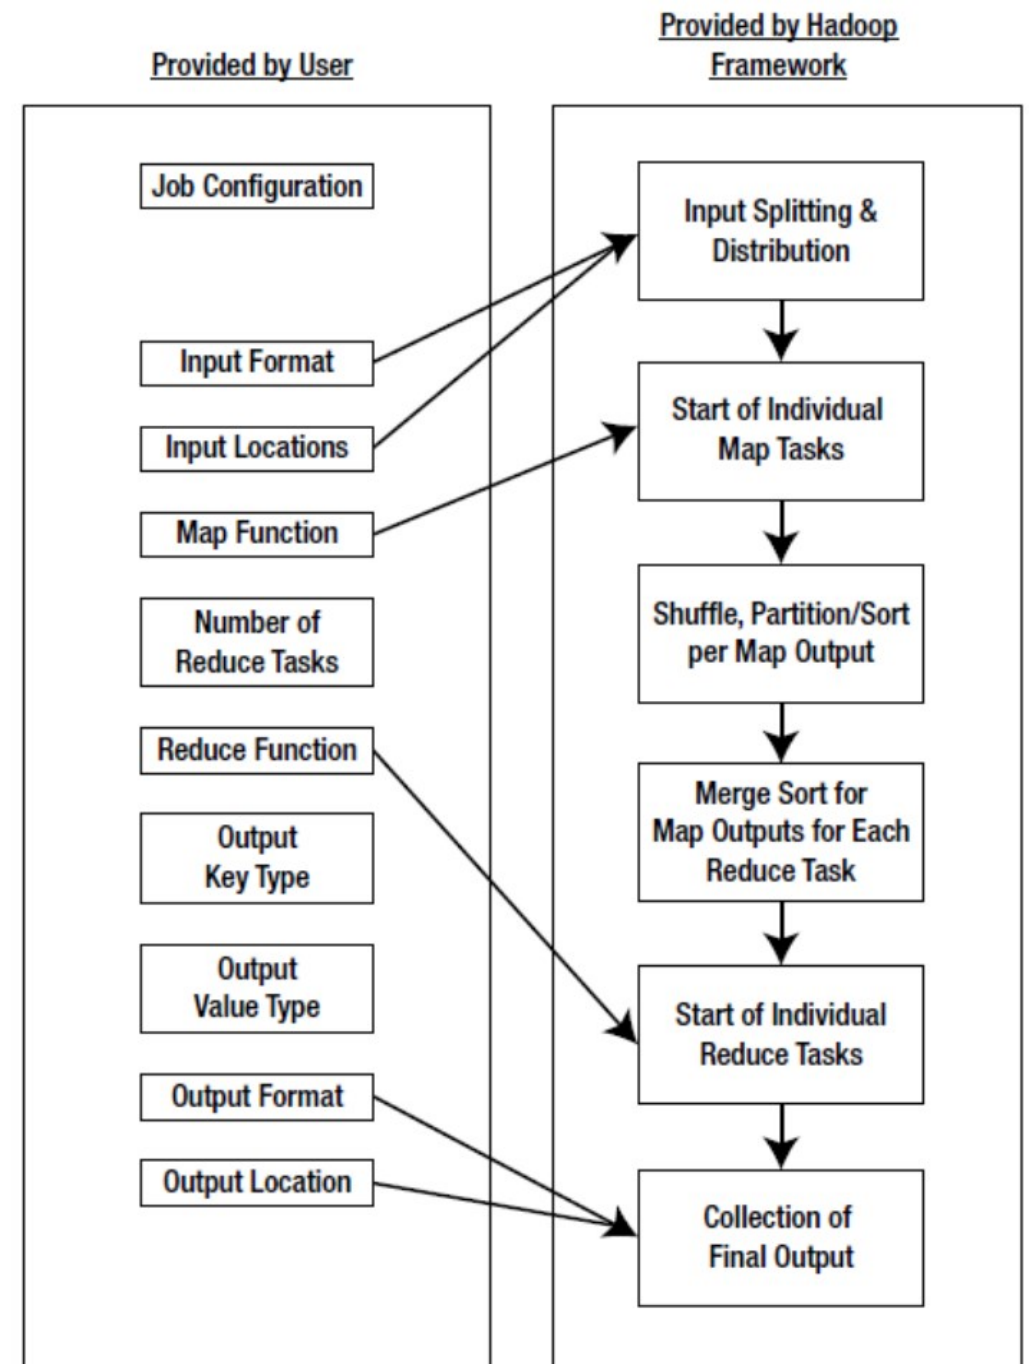 Provided by User
Job Configuration
Input Format
Input Locations
Map Function
Number of
Reduce Tasks
Reduce Function
Output
Key Type
Output
Value Type
Output Format
Output Location
Provided by Hadoop
Framework
Input Splitting &
Distribution
Start of Individual
Map Tasks
Shuffle, Partition/Sort
per Map Output
Merge Sort for
Map Outputs for Each
Reduce Task
Start of Individual
Reduce Tasks
Collection of
Final Output